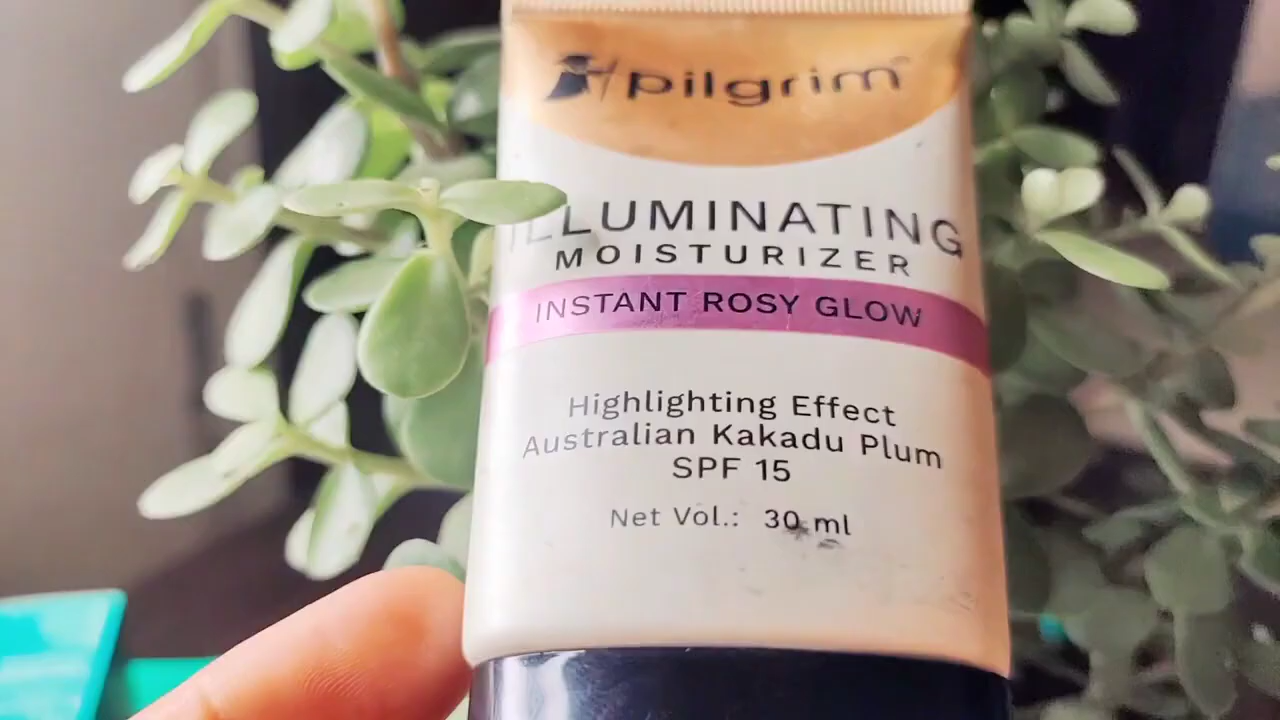 pilgrim
ILLUMINATING
MOISTURIZER
INSTANT ROSY GLOW
Highlighting Effect
Australian Kakadu Plum
SPF 15
Net Vol.: 30 ml